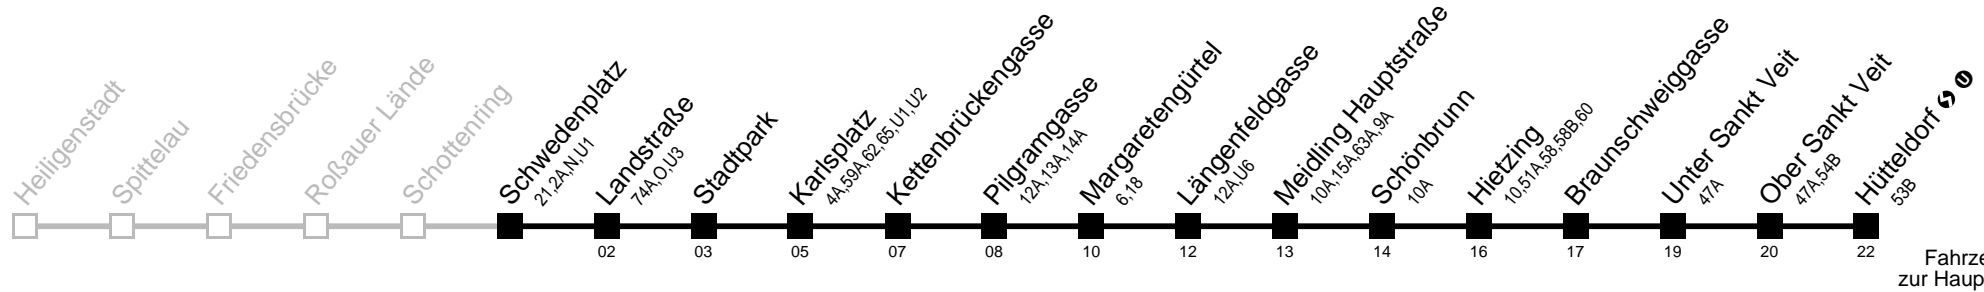 Heiligenstadt
Spittelau
Friedensbrücke
Roßauer Lände
Schottenring
Schwedenplatz
21,2A,N,U1
Landstraße
74A,O,U3
Stadtpark
Karlsplatz
4A,59A,62,65,U1,U2
Kettenbrückengasse
Pilgramgasse
12A,13A,14A
Margaretengürtel
6,18
Längenfeldgasse
12A,U6
Meidling Hauptstraße
10A,15A,63A,9A
Schönbrunn
10A
Hietzing
10,51A,58,58B,60
Braunschweiggasse
Unter Sankt Veit
47A
Ober Sankt Veit
47A,54B
Hütteldorf S U
53B
02 03 05 07 08 10 12 13 14 16 17 19 20 22
Fahrze
zur Haup